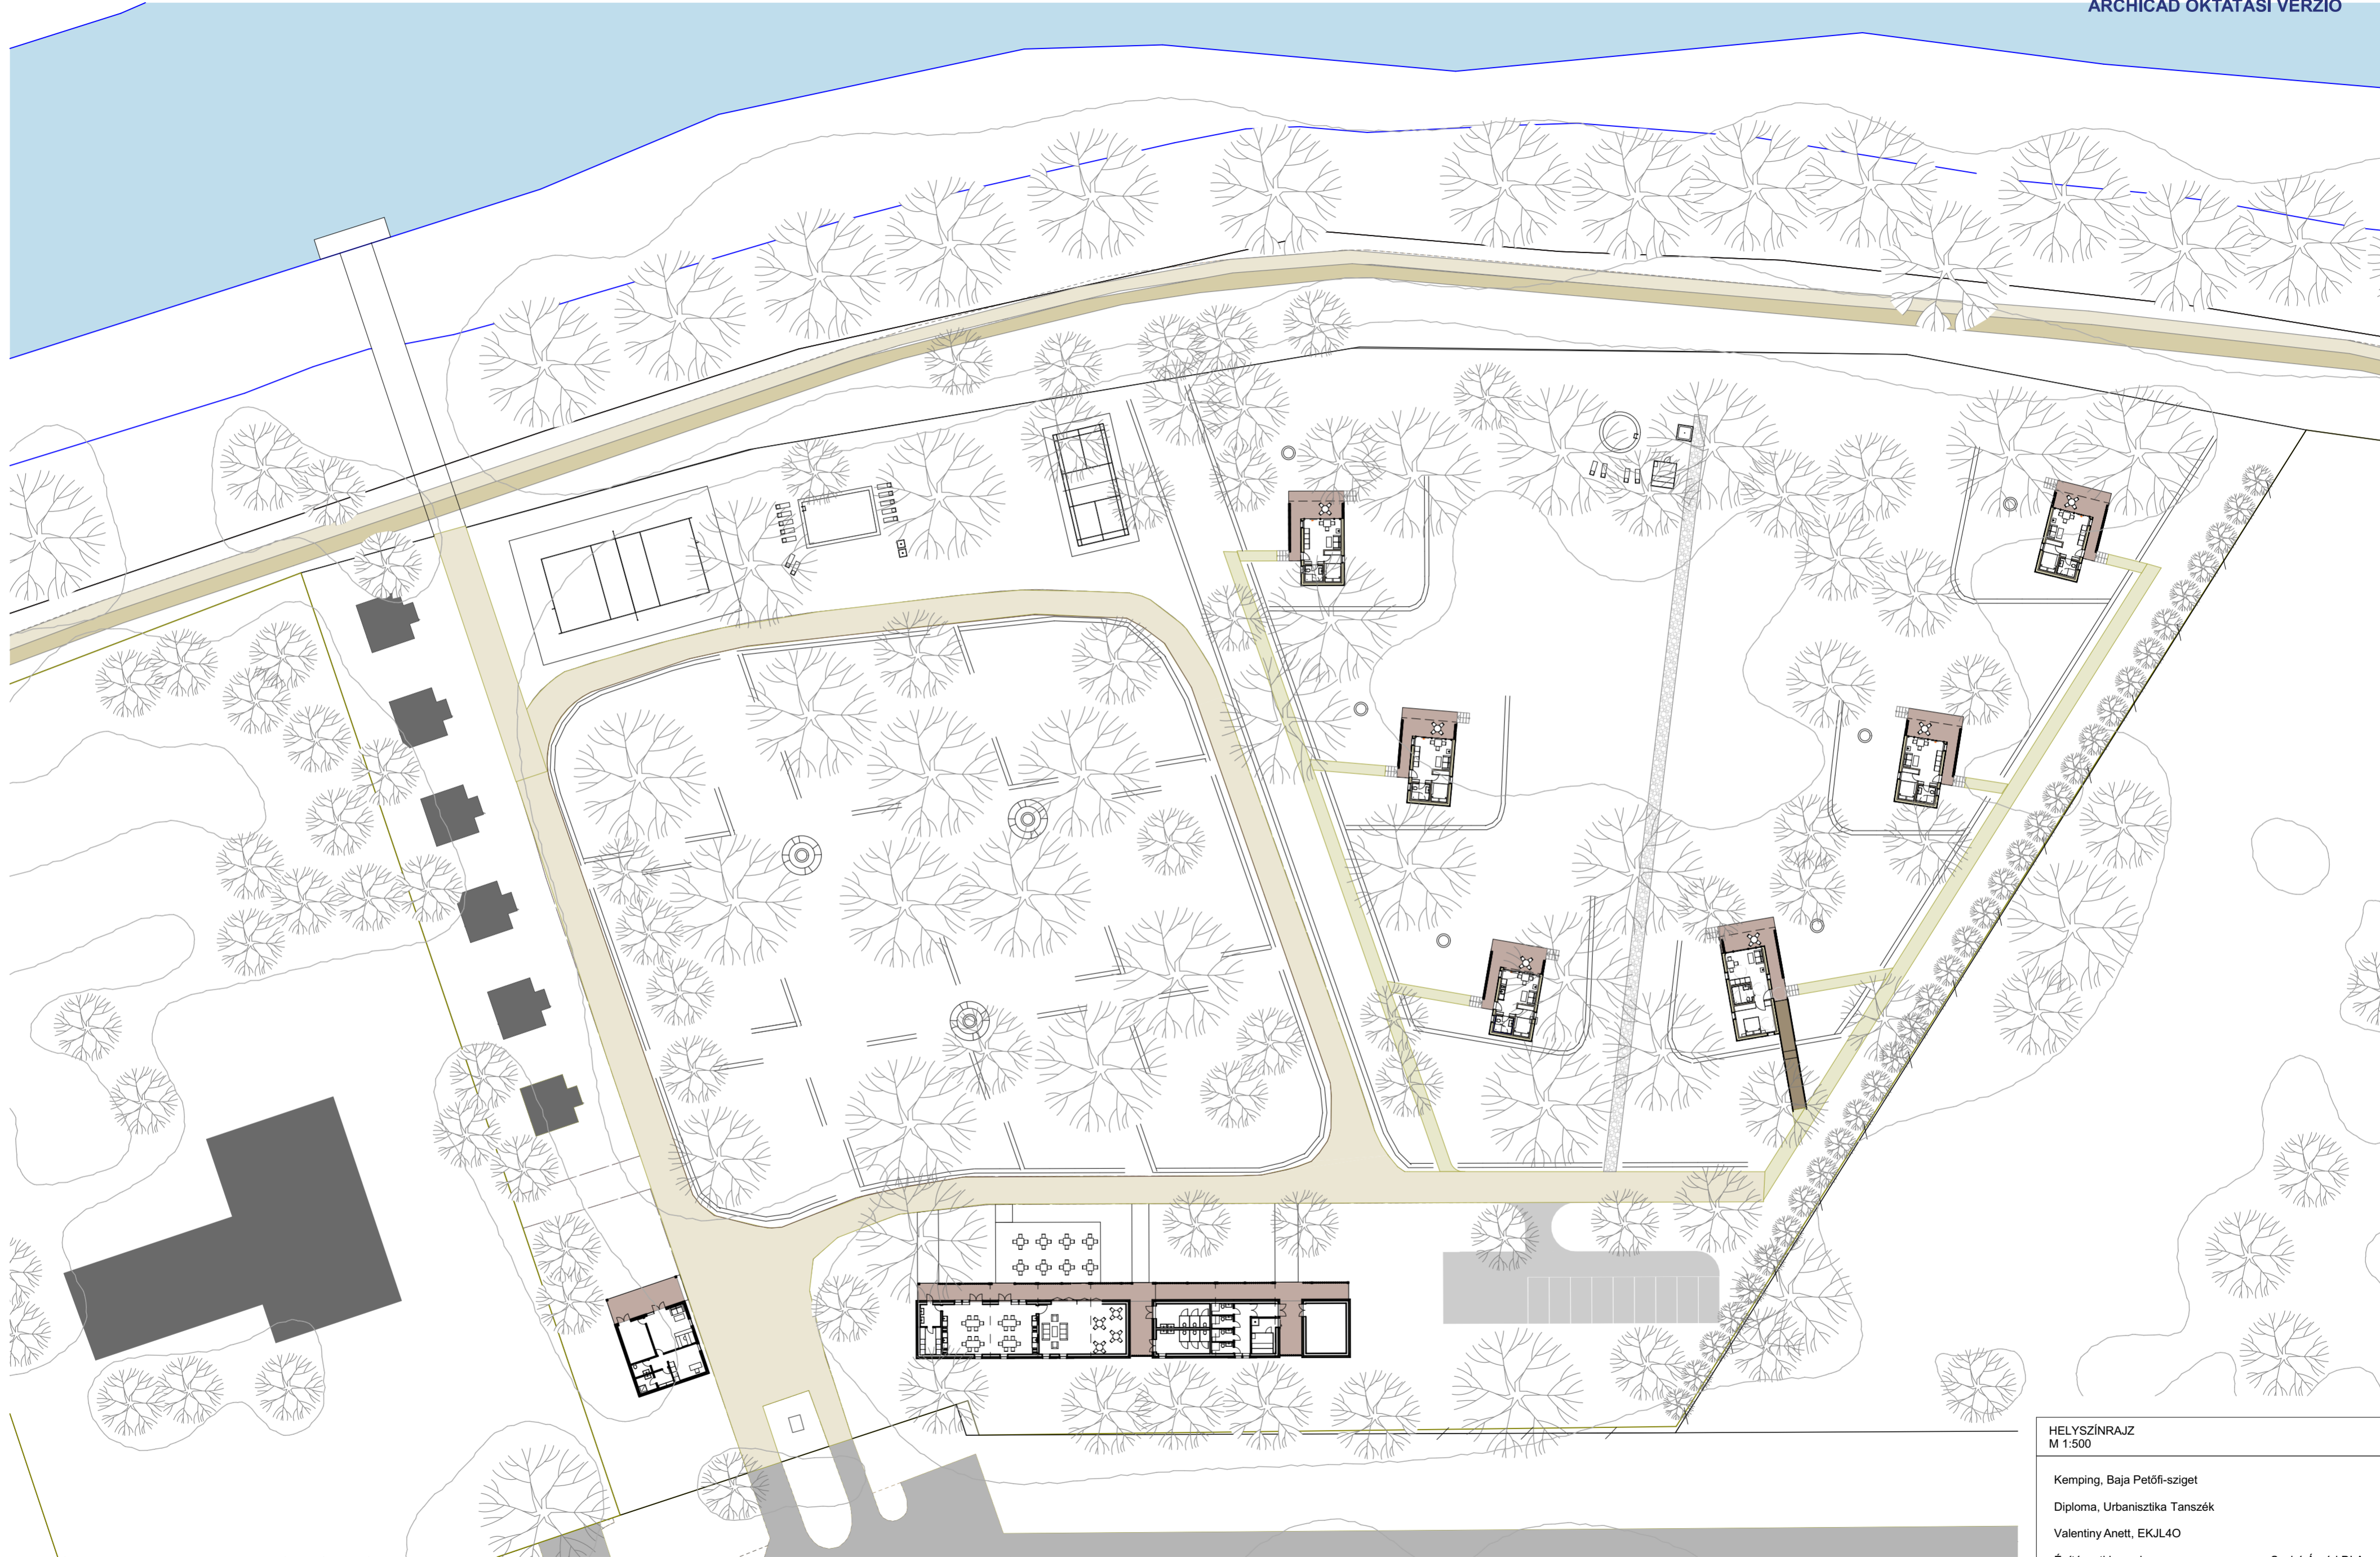 ARCHICAD OKTATÁSI VERZIÓ
HELYSZÍNRAJZ
M 1:500
Kemping, Baja Petőfi-sziget
Diploma, Urbanisztika Tanszék
Valentiny Anett, EKJL4O